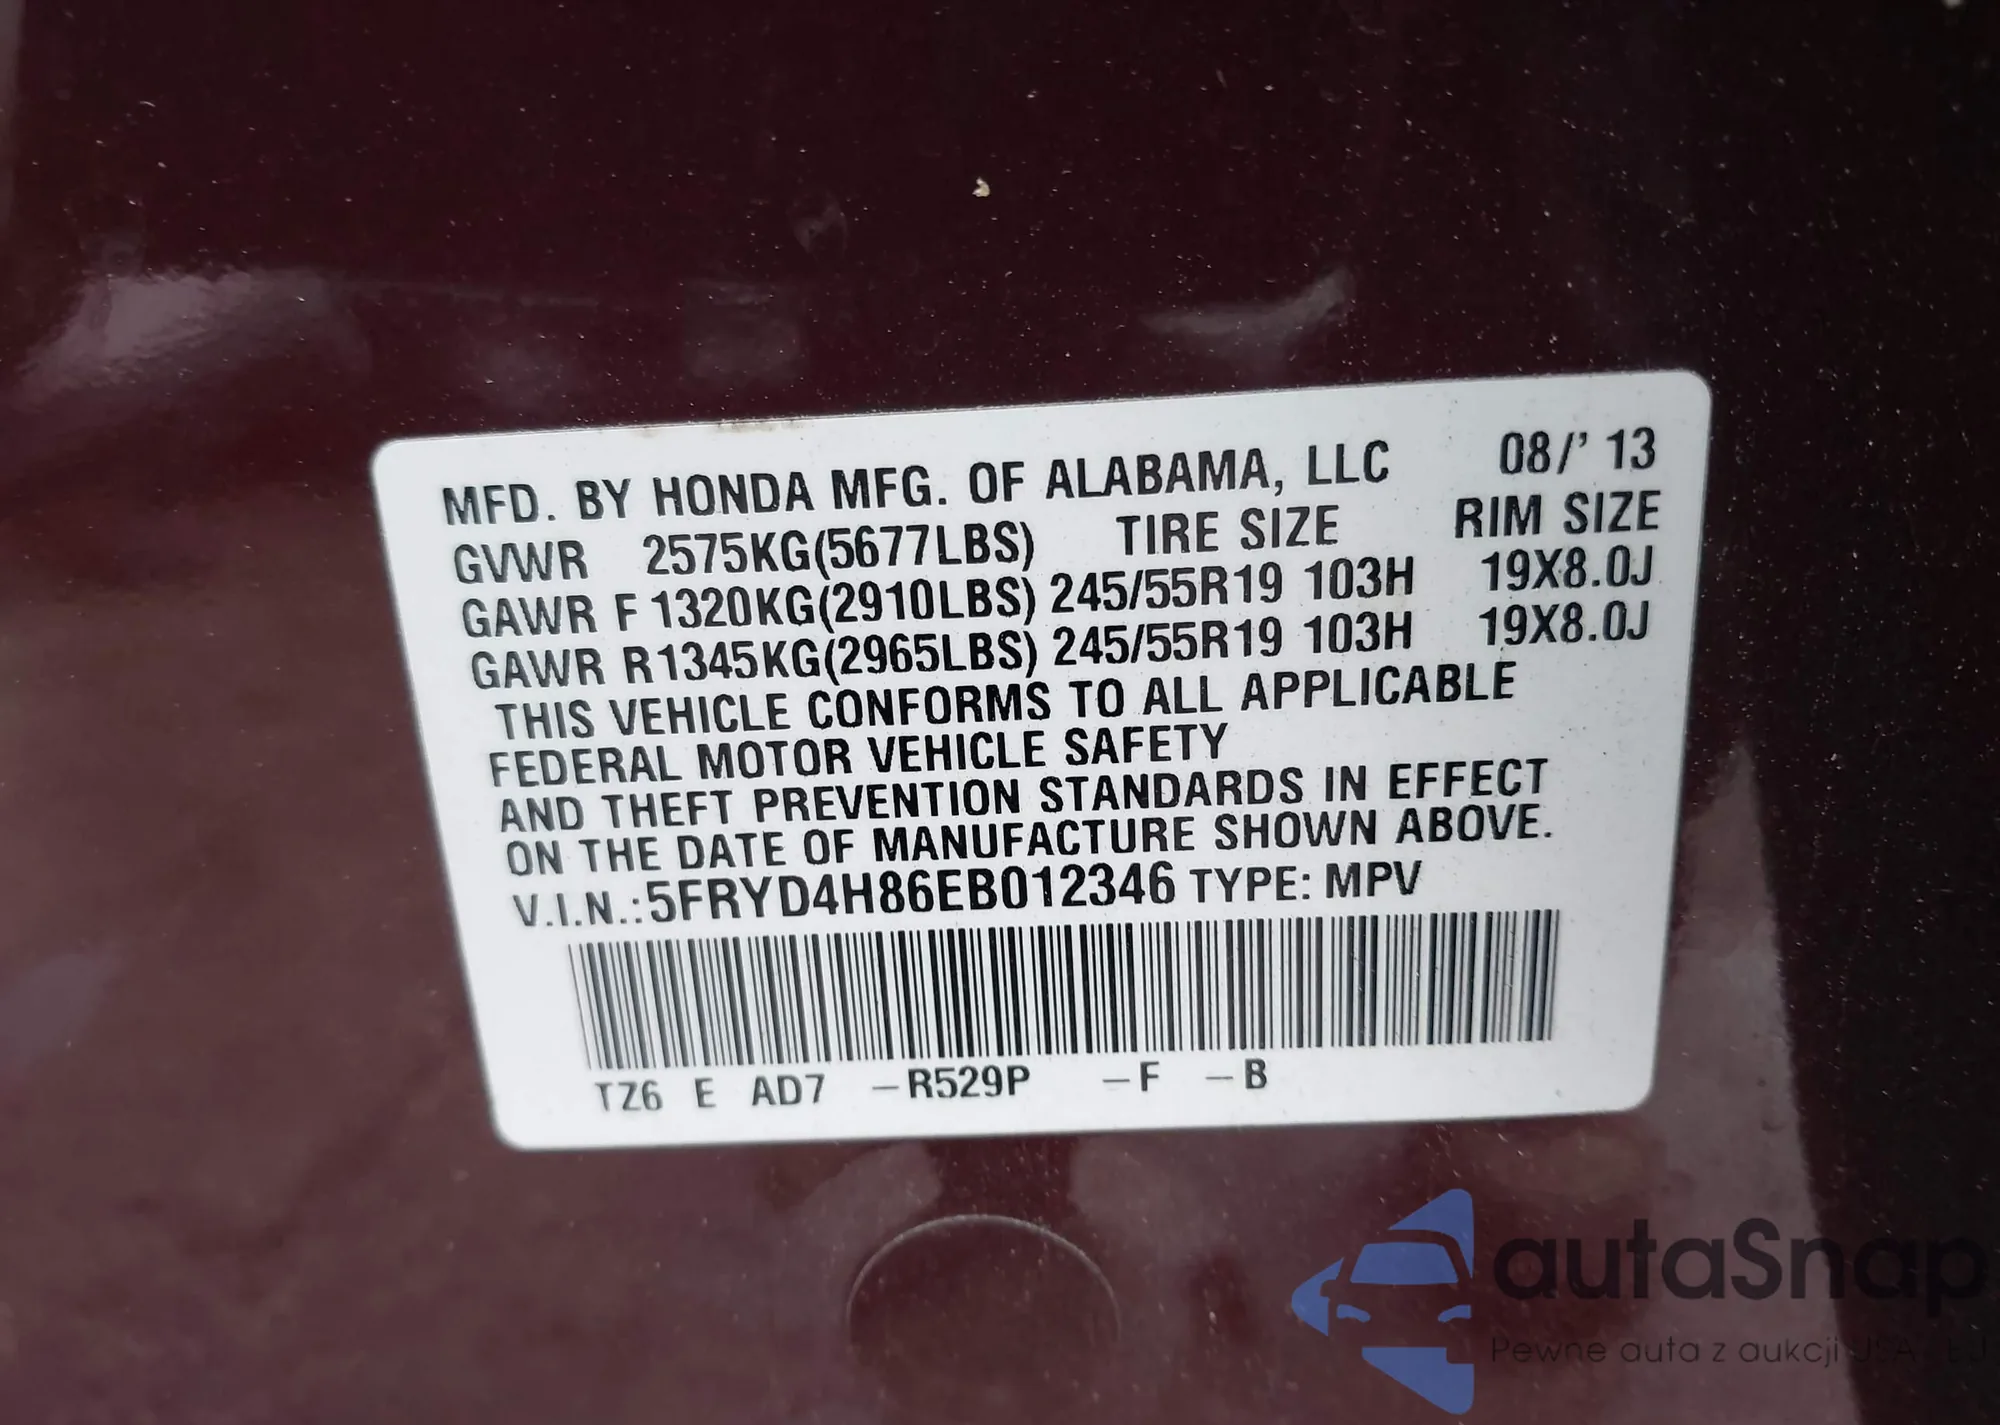 MFD. BY HONDA MFG. OF ALABAMA, LLC 08/' 13
GVWR 2575KG(5677LBS) TIRE SIZE RIM SIZE
GAWR F 1320KG(2910LBS) 245/55R19 103H 19X8.0J
GAWR R 1345KG(2965LBS) 245/55R19 103H 19X8.0J
THIS VEHICLE CONFORMS TO ALL APPLICABLE
FEDERAL MOTOR VEHICLE SAFETY
AND THEFT PREVENTION STANDARDS IN EFFECT
ON THE DATE OF MANUFACTURE SHOWN ABOVE.
V.I.N.:5FRYD4H86EB012346 TYPE: MPV
TZ6 E AD7 –R529P –F –B
autaSnap
Pewne auta z aukcji USA i EU